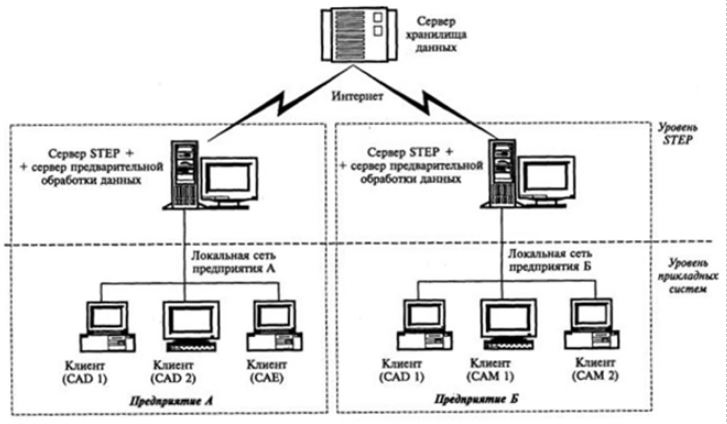 Сервер
хранилища
данных
Интернет
Уровень
STEP
Сервер STEP +
+ сервер предварительной
обработки данных
Сервер STEP +
+ сервер предварительной
обработки данных
Локальная сеть
предприятия А
Локальная сеть
предприятия Б
Уровень
прикладных
систем
Клиент
(CAD 1)
Клиент
(CAD 2)
Клиент
(CAE)
Клиент
(CAD 1)
Клиент
(CAM 1)
Клиент
(CAM 2)
Предприятие А
Предприятие Б